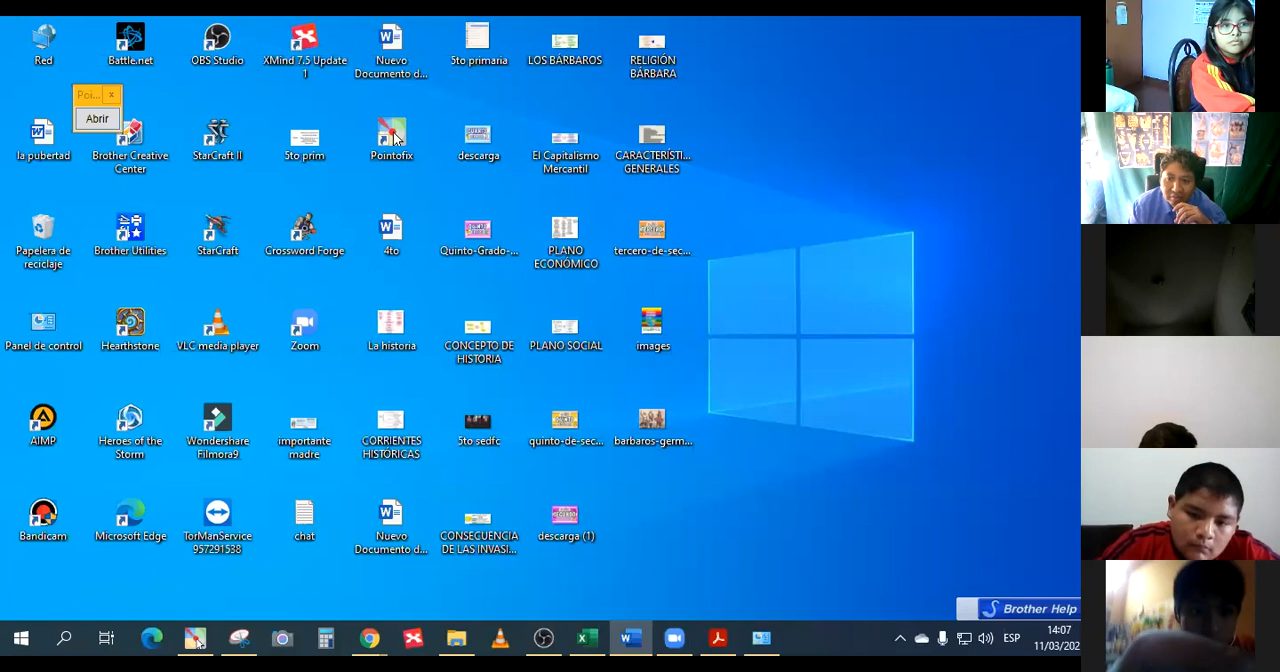 Red
Battle.net
OBS Studio
XMind 7.5 Update
1
Nuevo
Documento d...
5to primaria
LOS BÁRBAROS
RELIGIÓN
BÁRBARA
Poi... x
Abrir
la pubertad
Brother Creative
Center
StarCraft II
5to prim
Pointofix
descarga
El Capitalismo
Mercantil
CARACTERÍSTI...
GENERALES
Papelera de
reciclaje
Brother Utilities
StarCraft
Crossword Forge
4to
Quinto-Grado-...
PLANO
ECONÓMICO
tercero-de-sec...
Panel de control
Hearthstone
VLC media player
Zoom
La historia
CONCEPTO DE
HISTORIA
PLANO SOCIAL
images
AIMP
Heroes of the
Storm
Wondershare
Filmora9
importante
madre
CORRIENTES
HISTÓRICAS
5to sedfc
quinto-de-sec...
barbaros-germ...
Bandicam
Microsoft Edge
TorManService
957291538
chat
Nuevo
Documento d...
CONSECUENCIA
DE LAS INVASI...
descarga (1)
Brother Help
ESP
14:07
11/03/202